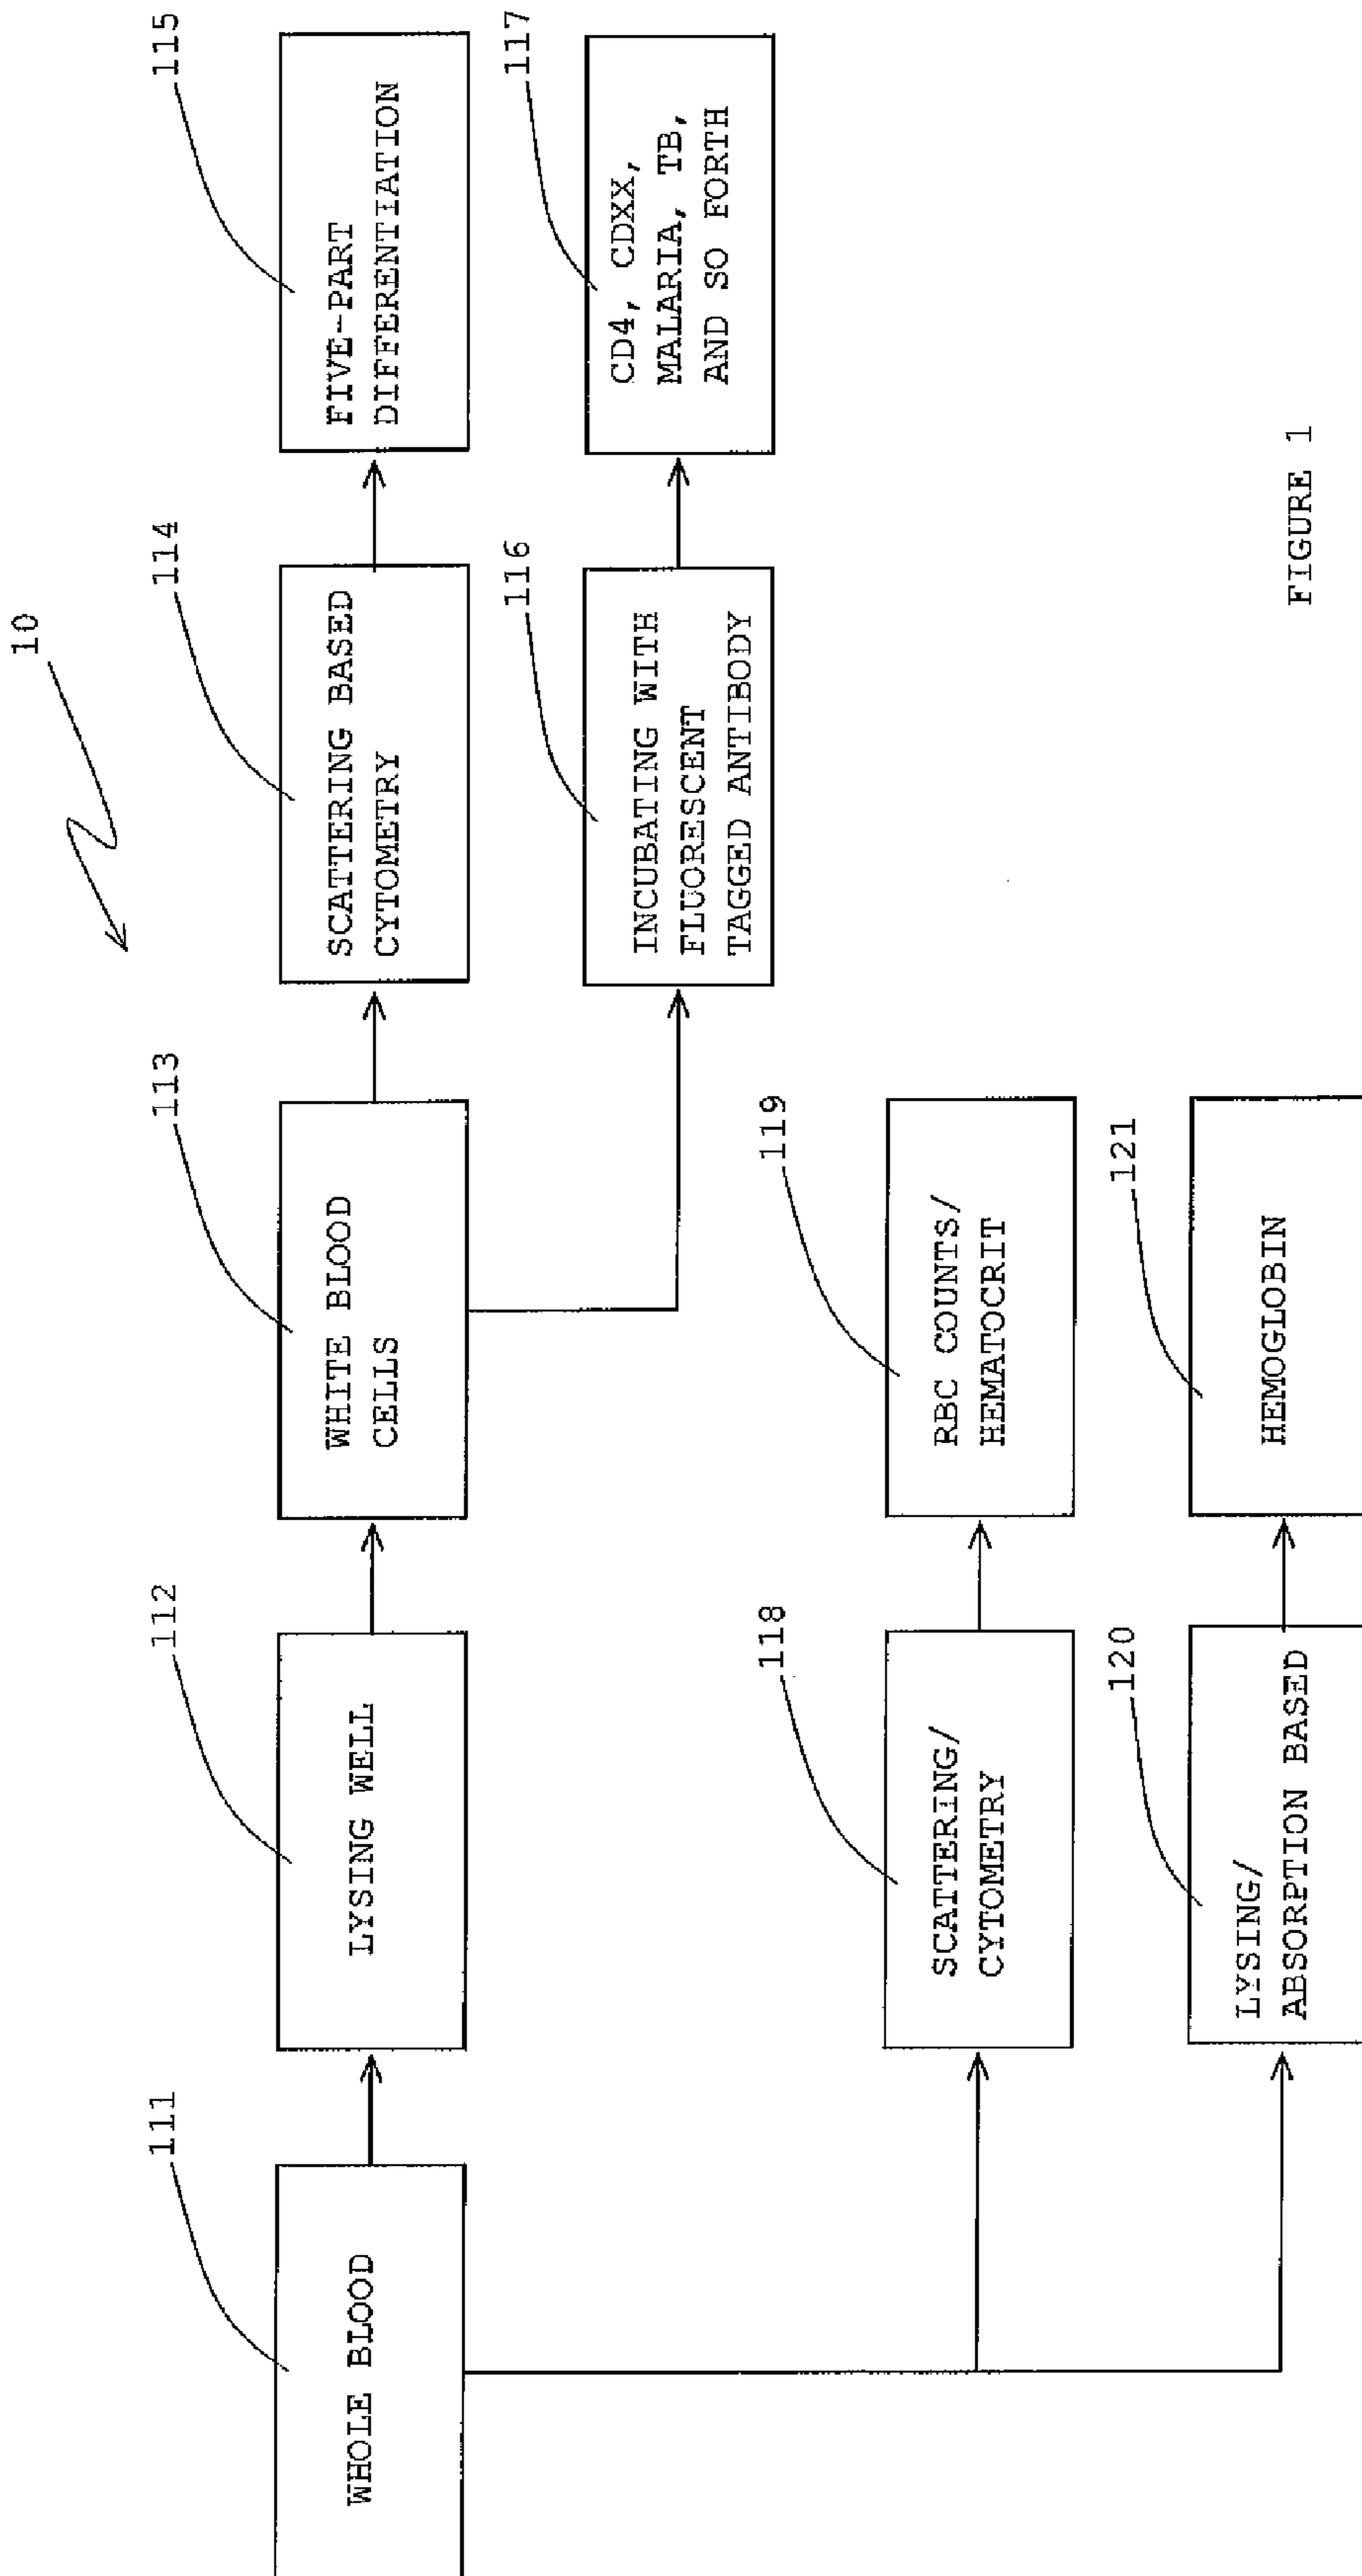 10
111
WHOLE BLOOD
112
LYSING WELL
113
WHITE BLOOD
CELLS
114
SCATTERING BASED
CYTOMETRY
115
FIVE-PART
DIFFERENTIATION
116
INCUBATING WITH
FLUORESCENT
TAGGED ANTIBODY
117
CD4, CDXX,
MALARIA, TB,
AND SO FORTH
118
SCATTERING/
CYTOMETRY
119
RBC COUNTS/
HEMATOCRIT
120
LYSING/
ABSORPTION BASED
121
HEMOGLOBIN
FIGURE 1